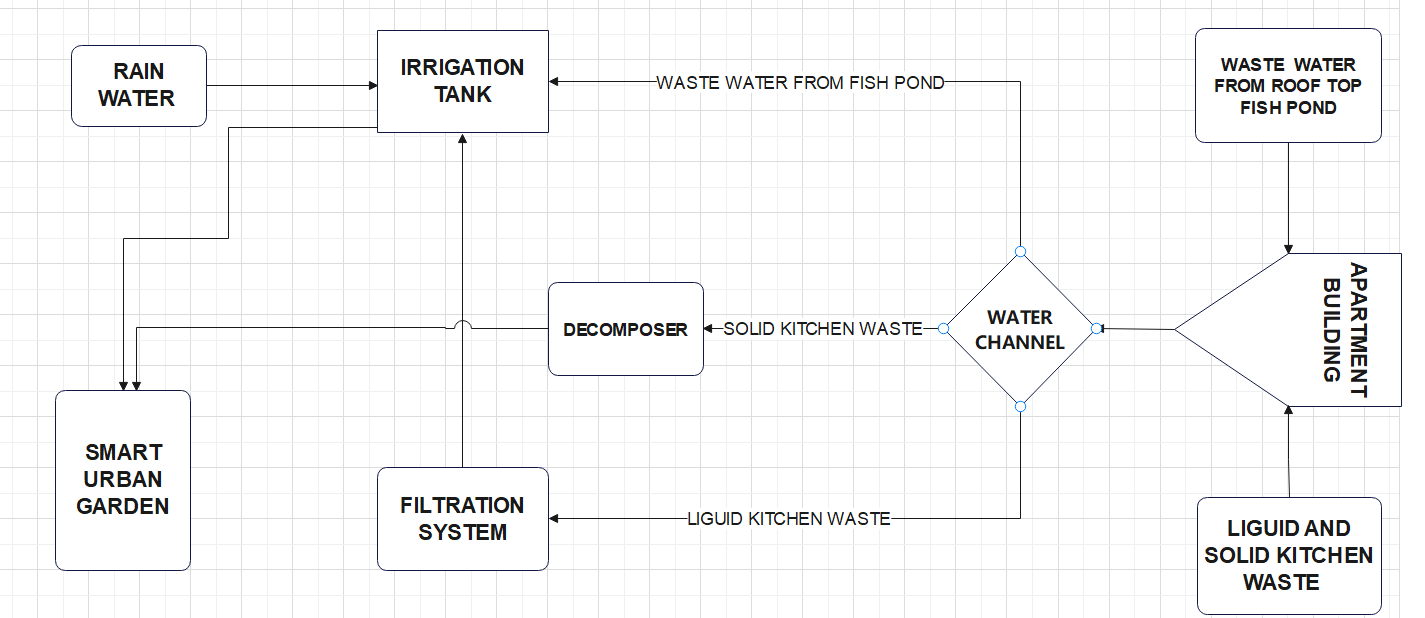 RAIN
WATER
IRRIGATION
TANK
WASTE WATER FROM FISH POND
WASTE WATER
FROM ROOF TOP
FISH POND
APARTMENT
BUILDING
WATER
CHANNEL
SOLID KITCHEN WASTE
DECOMPOSER
SMART
URBAN
GARDEN
FILTRATION
SYSTEM
LIGUID KITCHEN WASTE
LIGUID AND
SOLID KITCHEN
WASTE